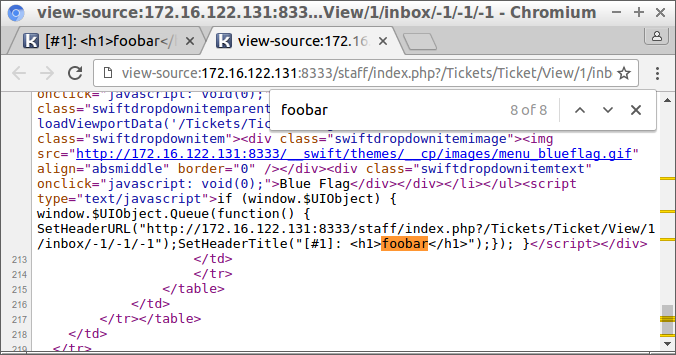 view-source:172.16.122.131:833...View/1/inbox/-1/-1/-1 - Chromium
[#1]: <h1>foobar</
view-source:172.16.
view-source:172.16.122.131:8333/staff/index.php?/Tickets/Ticket/View/1/inb
foobar
8 of 8
onclick="javascript: void(0);"
class="swiftdropdownitemparent
loadViewportData('/Tickets/Tic
class="swiftdropdownitem"><div class="swiftdropdownitemimage"><img
src="http://172.16.122.131:8333/__swift/themes/__cp/images/menu_blueflag.gif"
align="absmiddle" border="0" /></div><div class="swiftdropdownitemtext"
onclick="javascript: void(0);">Blue Flag</div></div></li></ul><script
type="text/javascript">if (window.$UIObject) {
window.$UIObject.Queue(function() {
SetHeaderURL("http://172.16.122.131:8333/staff/index.php?/Tickets/Ticket/View/1
/inbox/-1/-1/-1");SetHeaderTitle("[#1]: <h1>foobar</h1>");}); }</script></div>
213 </td>
214 </tr>
215 </table>
216 </td>
217 </tr></table>
218 </td>
219 </tr>